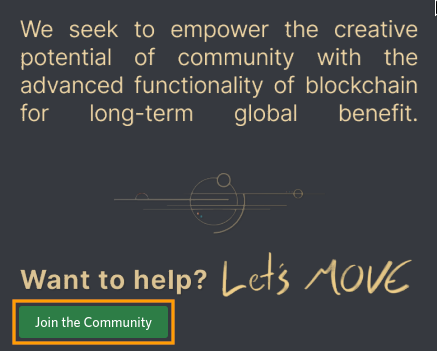 We seek to empower the creative
potential of community with the
advanced functionality of blockchain
for long-term global benefit.
Want to help? Let's MOVE
Join the Community